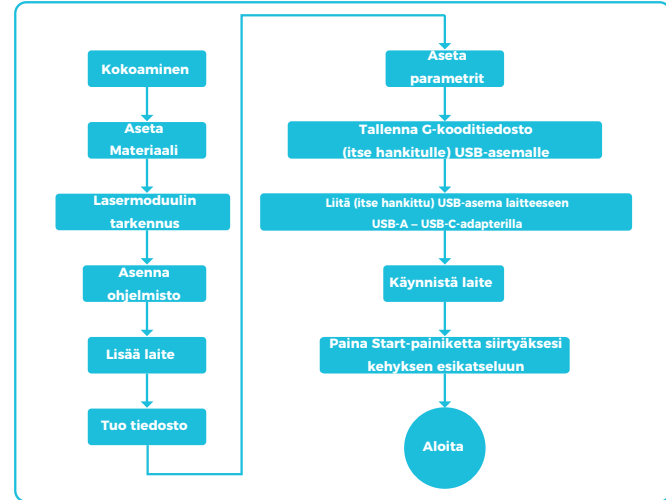 Kokoaminen
Aseta
Materiaali
Lasermoduulin
tarkennus
Asenna
ohjelmisto
Lisää laite
Tuo tiedosto
Aseta
parametrit
Tallenna G-kooditiedosto
(itse hankitulle) USB-asemalle
Liitä (itse hankittu) USB-asema laitteeseen
USB-A – USB-C-adapterilla
Käynnistä laite
Paina Start-painiketta siirtyäksesi
kehyksen esikatseluun
Aloita